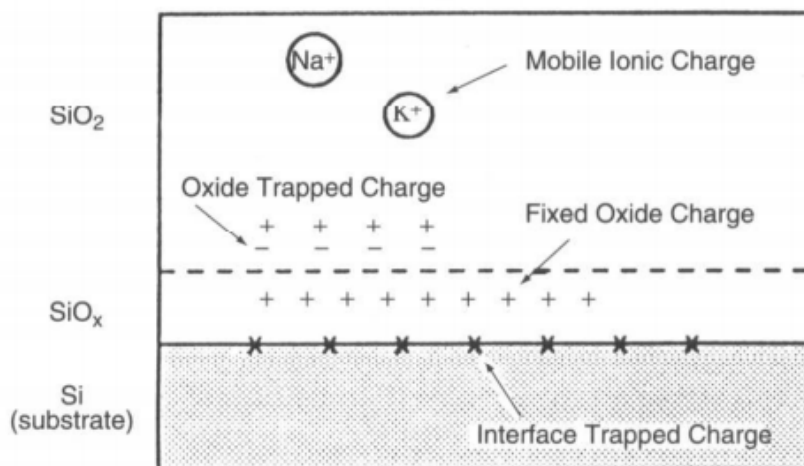 Na+
Mobile Ionic Charge
K+
SiO2
Oxide Trapped Charge
+ + + +
Fixed Oxide Charge
− − − −
SiOx
+ + + + + + + + +
Si
(substrate)
Interface Trapped Charge